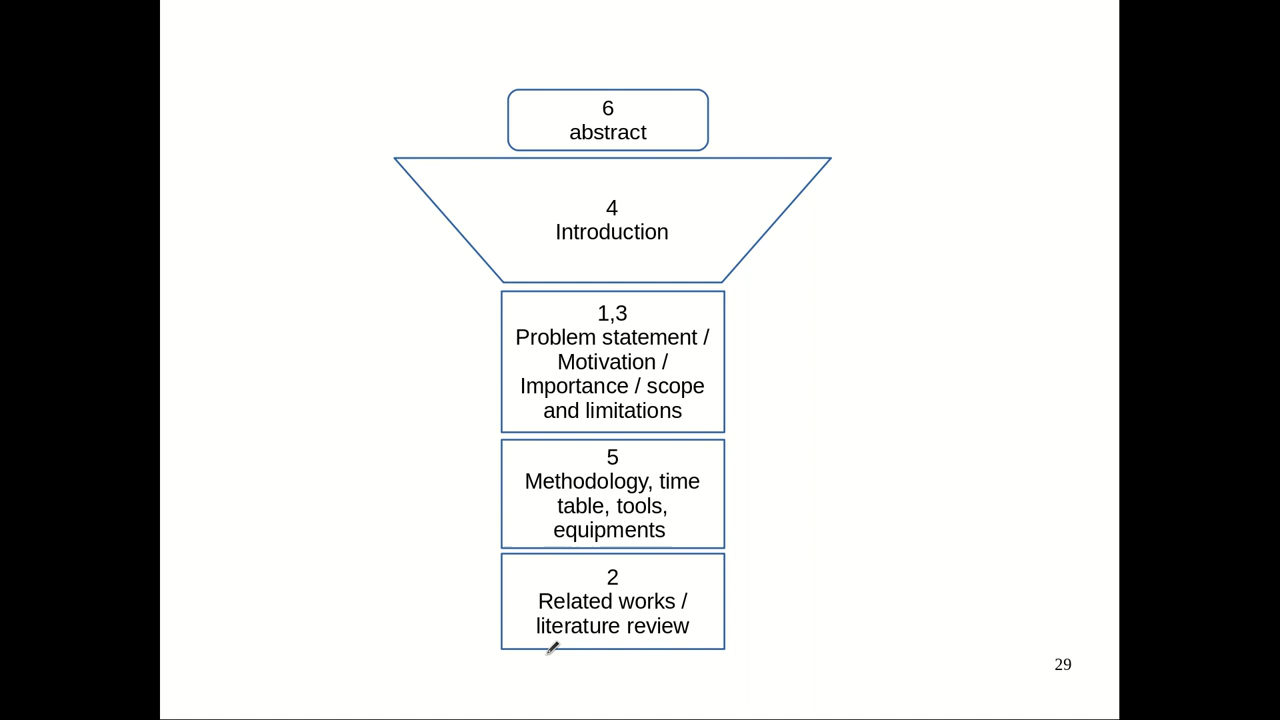 6
abstract
4
Introduction
1,3
Problem statement /
Motivation /
Importance / scope
and limitations
5
Methodology, time
table, tools,
equipments
2
Related works /
literature review
29